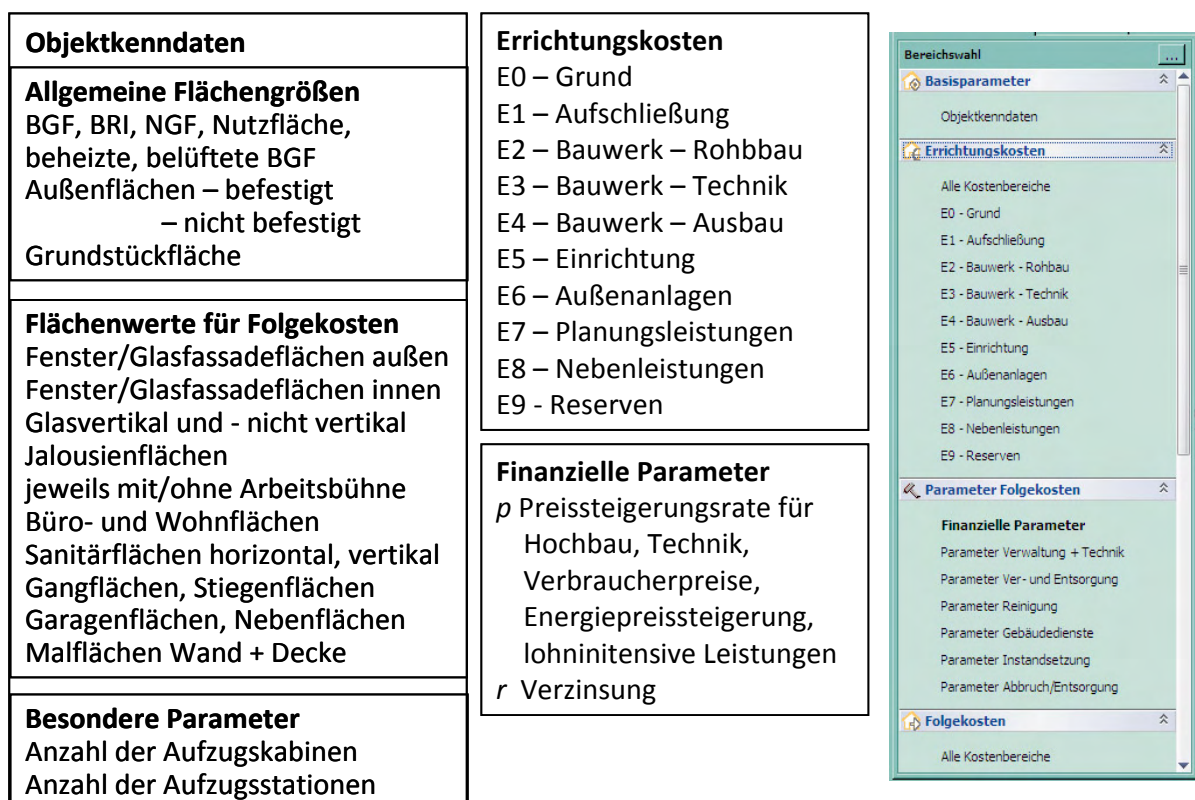 Objektkenndaten
Allgemeine Flächengrößen
BGF, BRI, NGF, Nutzfläche,
beheizte, belüftete BGF
Außenflächen – befestigt
– nicht befestigt
Grundstückfläche
Flächenwerte für Folgekosten
Fenster/Glasfassadeflächen außen
Fenster/Glasfassadeflächen innen
Glasvertikal und - nicht vertikal
Jalousienflächen
jeweils mit/ohne Arbeitsbühne
Büro- und Wohnflächen
Sanitärflächen horizontal, vertikal
Gangflächen, Stiegenflächen
Garagenflächen, Nebenflächen
Malflächen Wand + Decke
Besondere Parameter
Anzahl der Aufzugskabinen
Anzahl der Aufzugsstationen
Errichtungskosten
E0 – Grund
E1 – Aufschließung
E2 – Bauwerk – Rohbbau
E3 – Bauwerk – Technik
E4 – Bauwerk – Ausbau
E5 – Einrichtung
E6 – Außenanlagen
E7 – Planungsleistungen
E8 – Nebenleistungen
E9 - Reserven
Finanzielle Parameter
p Preissteigerungsrate für
Hochbau, Technik,
Verbraucherpreise,
Energiepreissteigerung,
lohninitensive Leistungen
r Verzinsung
Bereichswahl ...
Basisparameter
Objektkenndaten
Errichtungskosten
Alle Kostenbereiche
E0 - Grund
E1 - Aufschließung
E2 - Bauwerk - Rohbau
E3 - Bauwerk - Technik
E4 - Bauwerk - Ausbau
E5 - Einrichtung
E6 - Außenanlagen
E7 - Planungsleistungen
E8 - Nebenleistungen
E9 - Reserven
Parameter Folgekosten
Finanzielle Parameter
Parameter Verwaltung + Technik
Parameter Ver- und Entsorgung
Parameter Reinigung
Parameter Gebäudedienste
Parameter Instandsetzung
Parameter Abbruch/Entsorgung
Folgekosten
Alle Kostenbereiche